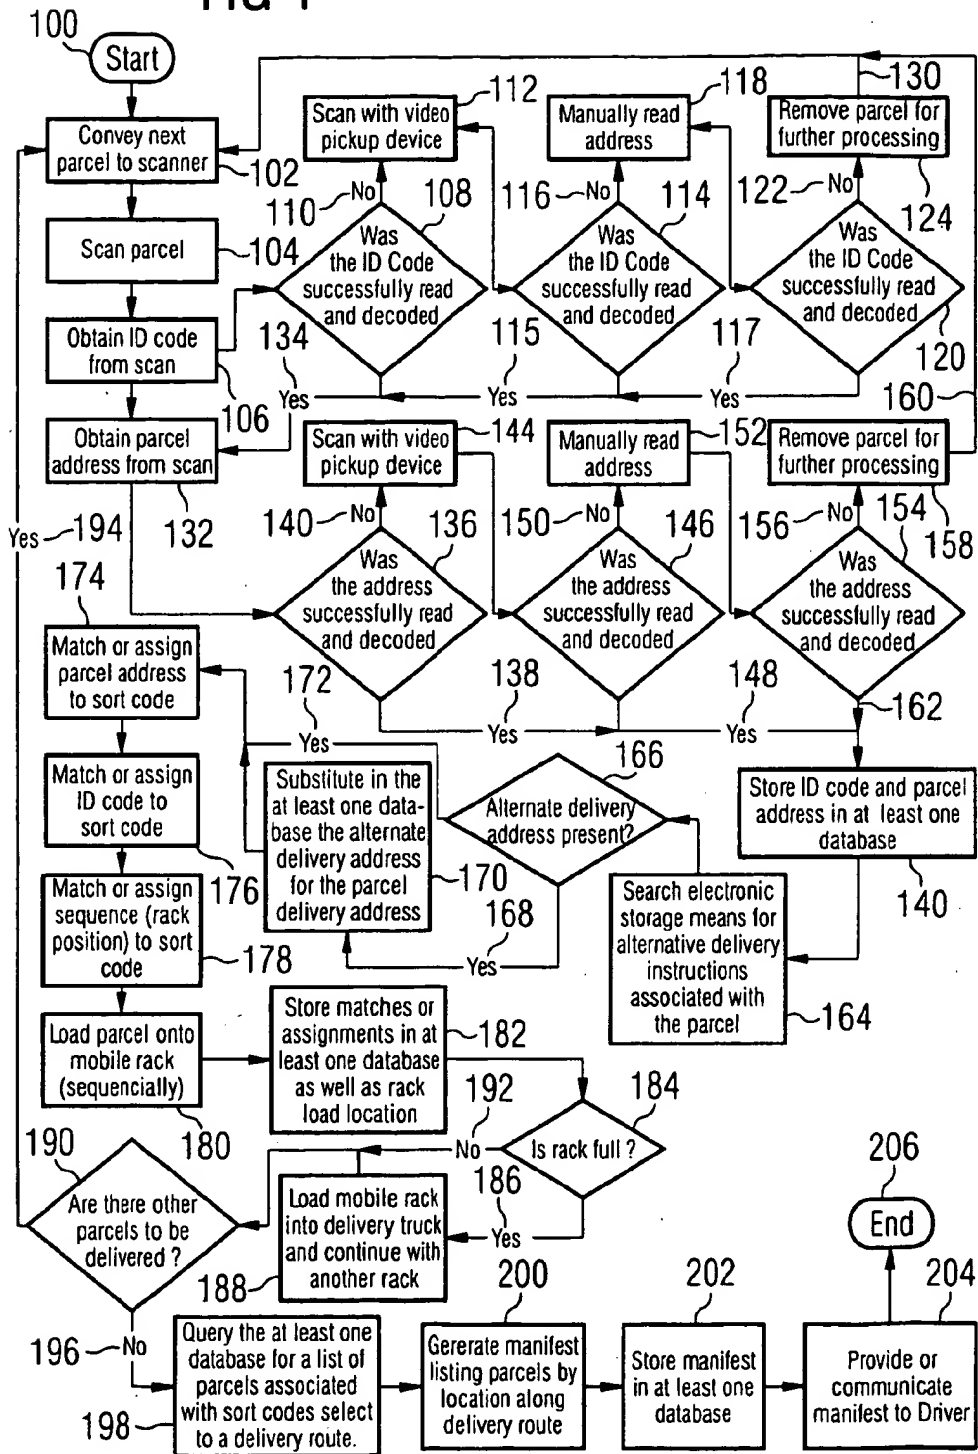 FIG 1
100
Start
Convey next
parcel to scanner
102
Scan parcel
104
Obtain ID code
from scan
106
Obtain parcel
address from scan
132
Scan with video
pickup device
112
Manually read
address
118
Remove parcel for
further processing
130
124
110
No
108
Was
the ID Code
successfully read
and decoded
116
No
114
Was
the ID Code
successfully read
and decoded
122
No
Was
the ID Code
successfully read
and decoded
120
134
Yes
115
Yes
117
Yes
160
Scan with video
pickup device
144
Manually read
address
152
Remove parcel for
further processing
158
140
No
136
Was
the address
successfully read
and decoded
150
No
146
Was
the address
successfully read
and decoded
156
No
154
Was
the address
successfully read
and decoded
Yes
194
174
Match or assign
parcel address
to sort code
172
Yes
138
Yes
148
Yes
162
Match or assign
ID code to
sort code
176
Substitute in the
at least one data-
base the alternate
delivery address
for the parcel
delivery address
170
166
Alternate delivery
address present?
168
Yes
Store ID code and parcel
address in at least one
database
140
Search electronic
storage means for
alternative delivery
instructions
associated with
the parcel
164
Match or assign
sequence (rack
position) to sort
code
178
Load parcel onto
mobile rack
(sequencially)
180
Store matches or
assignments in at
least one database
as well as rack
load location
182
184
Is rack full ?
192
No
186
Yes
190
Are there other
parcels to be
delivered ?
Load mobile rack
into delivery truck
and continue with
another rack
188
206
End
196
No
Query the at least one
database for a list of
parcels associated
with sort codes select
to a delivery route.
198
200
Gererate manifest
listing parcels by
location along
delivery route
202
Store manifest
in at least one
database
204
Provide or
communicate
manifest to Driver